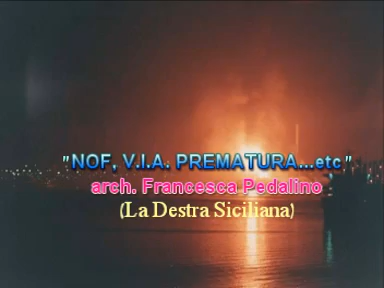 "NOF, V.I.A. PREMATURA...etc"
arch. Francesca Pedalino
(La Destra Siciliana)